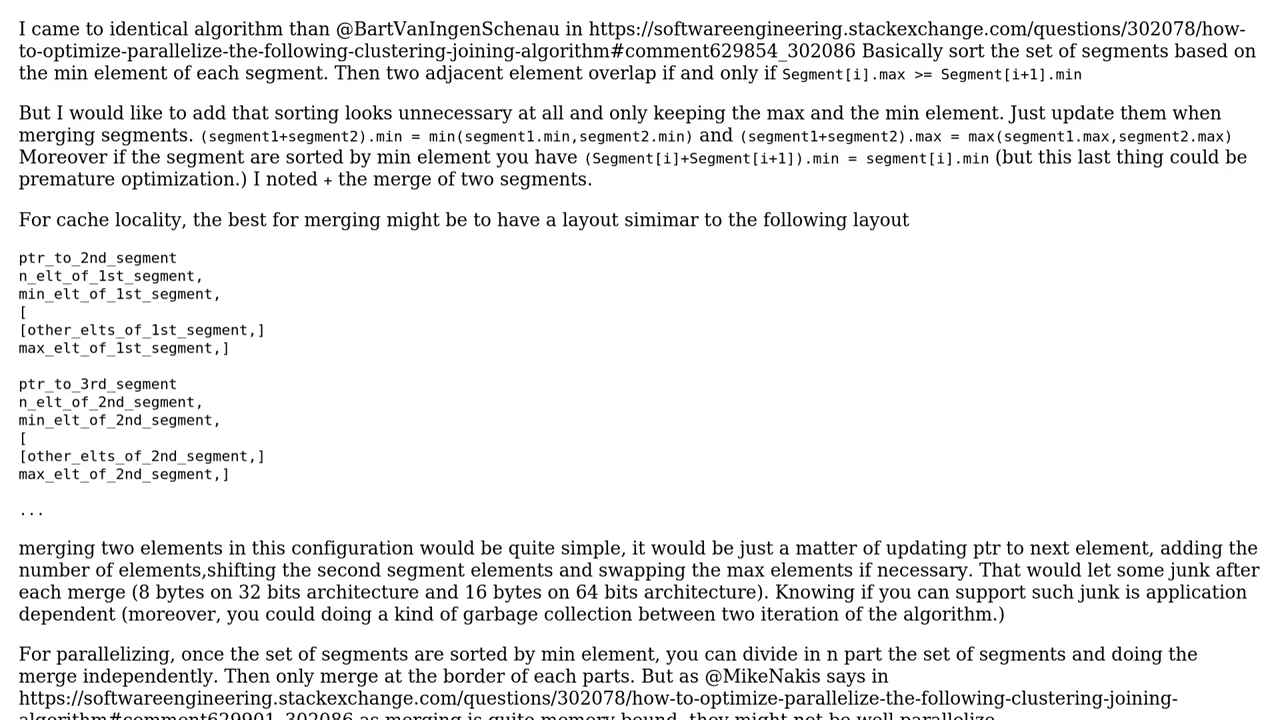 I came to identical algorithm than @BartVanIngenSchenau in https://softwareengineering.stackexchange.com/questions/302078/how-
to-optimize-parallelize-the-following-clustering-joining-algorithm#comment629854_302086 Basically sort the set of segments based on
the min element of each segment. Then two adjacent element overlap if and only if Segment[i].max >= Segment[i+1].min
But I would like to add that sorting looks unnecessary at all and only keeping the max and the min element. Just update them when
merging segments. (segment1+segment2).min = min(segment1.min,segment2.min) and (segment1+segment2).max = max(segment1.max,segment2.max)
Moreover if the segment are sorted by min element you have (Segment[i]+Segment[i+1]).min = segment[i].min (but this last thing could be
premature optimization.) I noted + the merge of two segments.
For cache locality, the best for merging might be to have a layout simimar to the following layout
ptr_to_2nd_segment
n_elt_of_1st_segment,
min_elt_of_1st_segment,
[
[other_elts_of_1st_segment,]
max_elt_of_1st_segment,]
ptr_to_3rd_segment
n_elt_of_2nd_segment,
min_elt_of_2nd_segment,
[
[other_elts_of_2nd_segment,]
max_elt_of_2nd_segment,]
...
merging two elements in this configuration would be quite simple, it would be just a matter of updating ptr to next element, adding the
number of elements,shifting the second segment elements and swapping the max elements if necessary. That would let some junk after
each merge (8 bytes on 32 bits architecture and 16 bytes on 64 bits architecture). Knowing if you can support such junk is application
dependent (moreover, you could doing a kind of garbage collection between two iteration of the algorithm.)
For parallelizing, once the set of segments are sorted by min element, you can divide in n part the set of segments and doing the
merge independently. Then only merge at the border of each parts. But as @MikeNakis says in
https://softwareengineering.stackexchange.com/questions/302078/how-to-optimize-parallelize-the-following-clustering-joining-
algorithm#comment629901_302086 as merging is quite memory bound, they might not be well parallelize